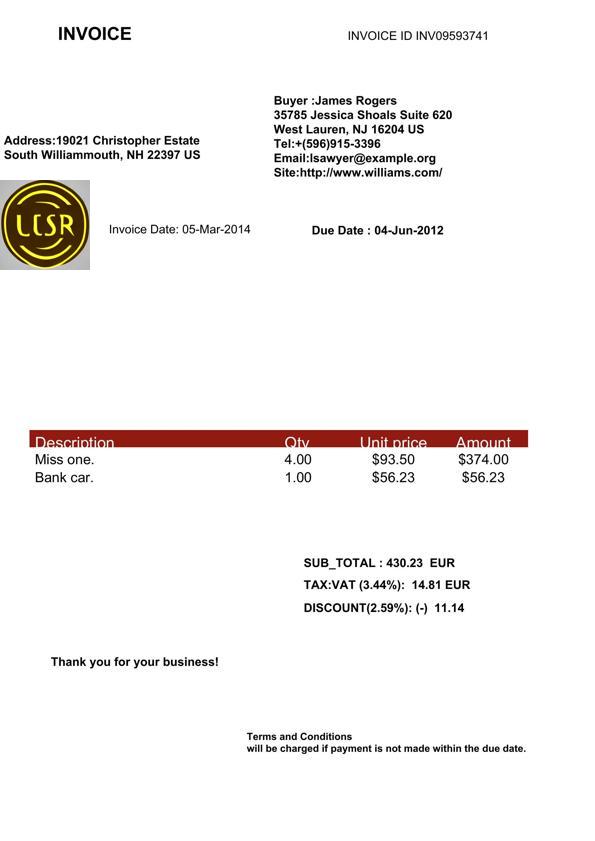 INVOICE
INVOICE ID INV09593741
Buyer :James Rogers
35785 Jessica Shoals Suite 620
West Lauren, NJ 16204 US
Tel:+(596)915-3396
Email:lsawyer@example.org
Site:http://www.williams.com/
Address:19021 Christopher Estate
South Williammouth, NH 22397 US
LCSR
Invoice Date: 05-Mar-2014
Due Date : 04-Jun-2012
Description Qty Unit price Amount
Miss one. 4.00 $93.50 $374.00
Bank car. 1.00 $56.23 $56.23
SUB_TOTAL : 430.23 EUR
TAX:VAT (3.44%): 14.81 EUR
DISCOUNT(2.59%): (-) 11.14
Thank you for your business!
Terms and Conditions
will be charged if payment is not made within the due date.